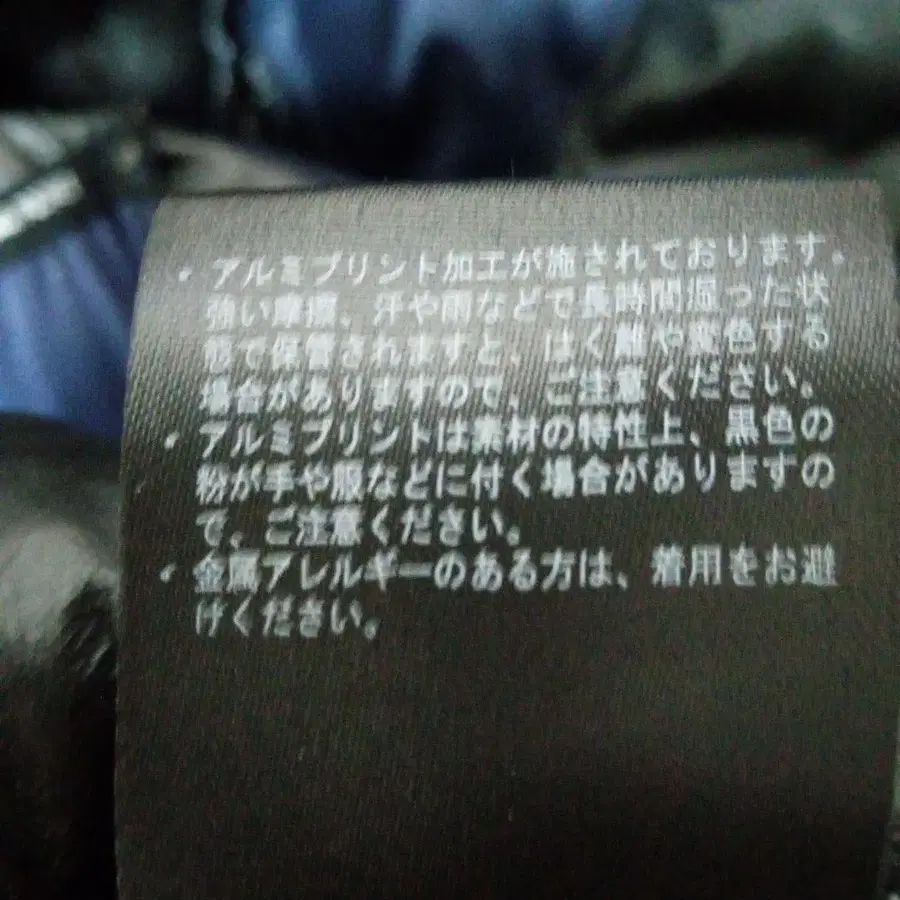 ・アルミプリント加工が施されております。
強い摩擦、汗や雨などで長時間湿った状
態で保管されますと、はく離や変色する
場合がありますので、ご注意ください。
・アルミプリントは素材の特性上、黒色の
粉が手や服などに付く場合がありますの
で、ご注意ください。
・金属アレルギーのある方は、着用をお避
けください。